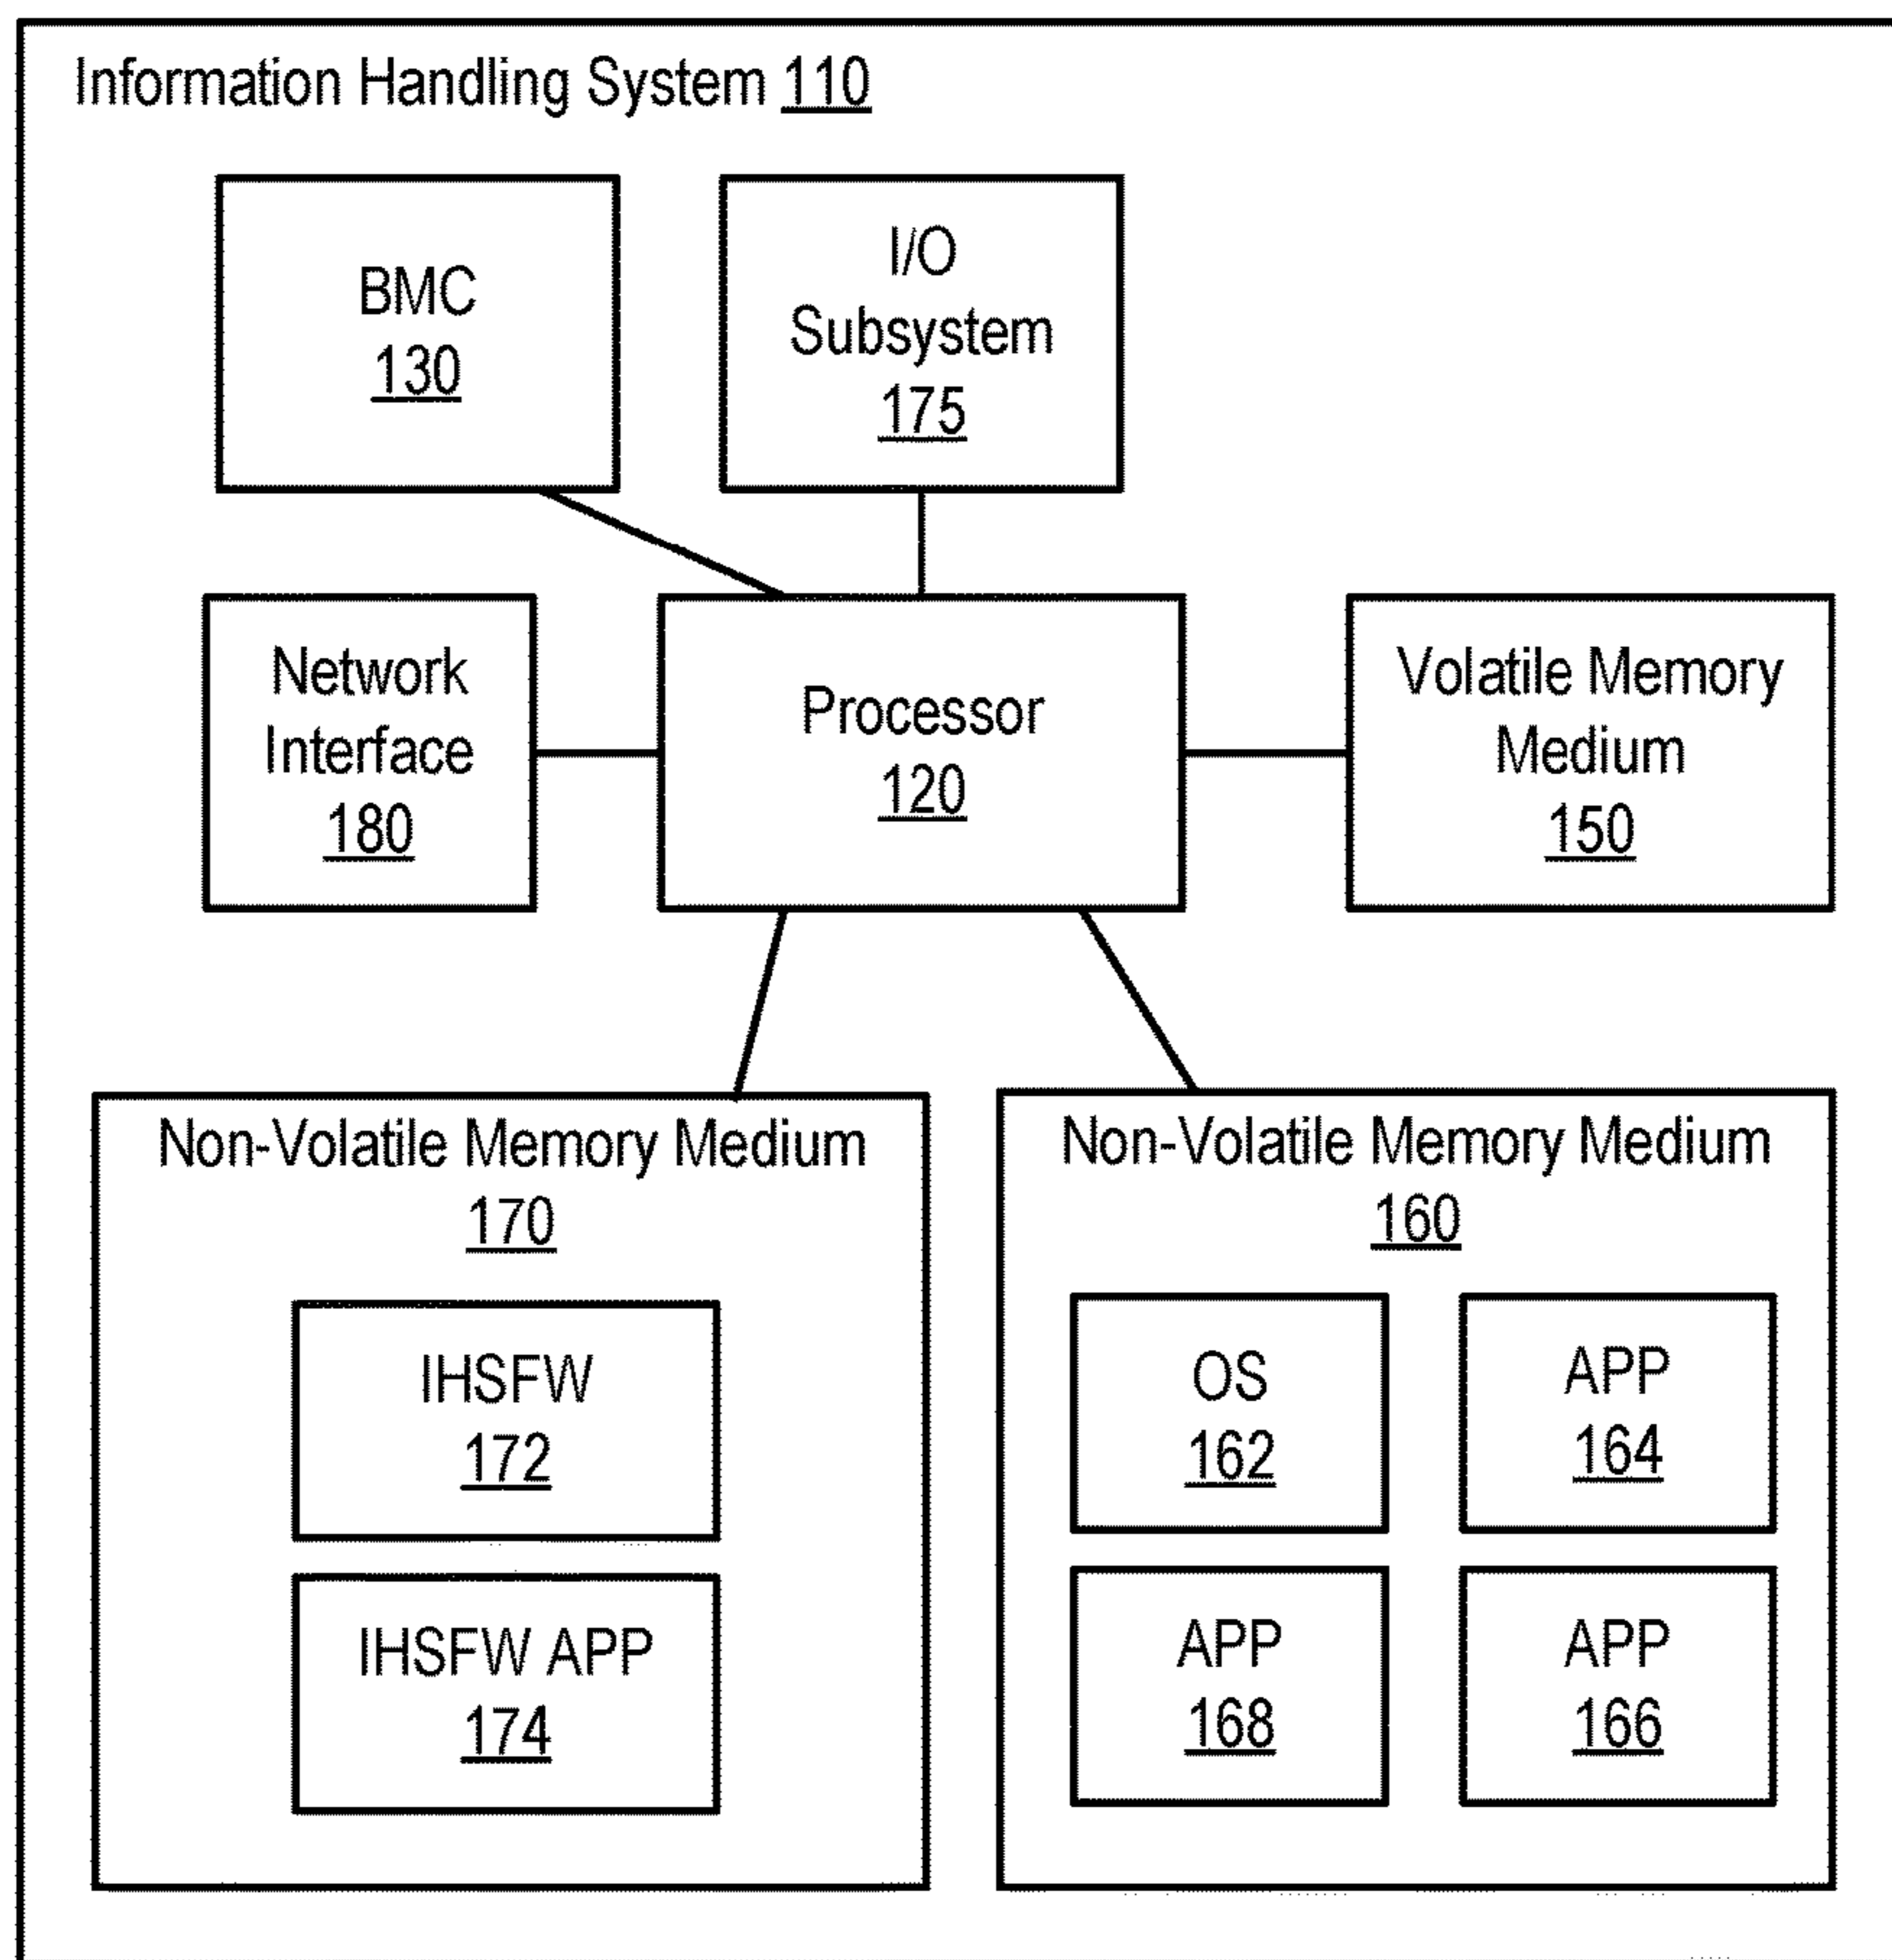 Information Handling System 110
BMC
130
I/O
Subsystem
175
Network
Interface
180
Processor
120
Volatile Memory
Medium
150
Non-Volatile Memory Medium
170
IHSFW
172
IHSFW APP
174
Non-Volatile Memory Medium
160
OS
162
APP
164
APP
168
APP
166